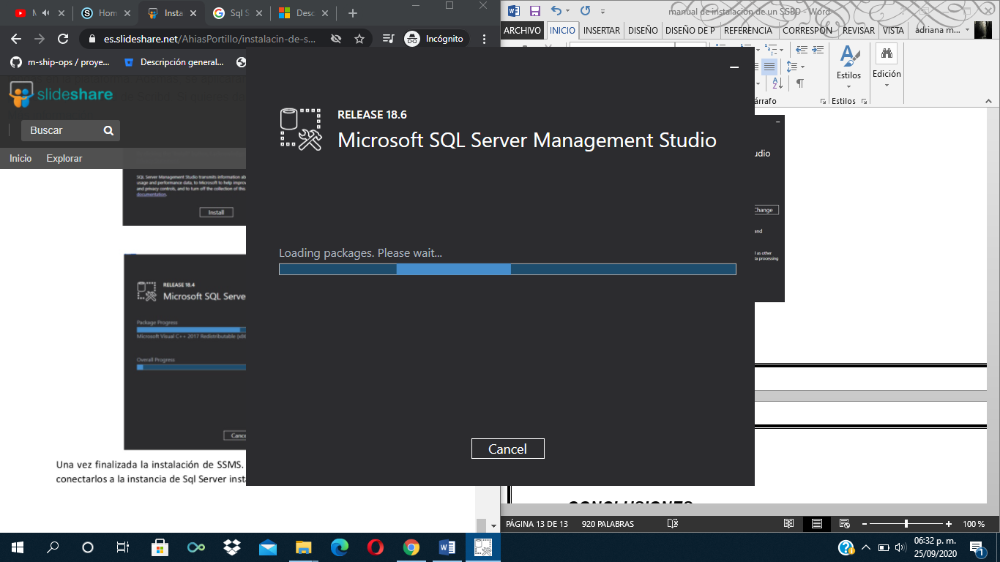 M
Hom
Insta
Sql S
Desc
es.slideshare.net/AhiasPortillo/instalacin-de-s...
Incógnito
m-ship-ops / proye...
Descripción general...
slideshare
Buscar
Inicio
Explorar
SQL Server Management Studio transmits information ab
usage and performance data, to Microsoft to help improv
and privacy controls, and to turn off the collection of this
documentation.
Install
RELEASE 18.4
Microsoft SQL Serve
Package Progress
Microsoft Visual C++ 2017 Redistributable (x86
Overall Progress
Cance
Una vez finalizada la instalación de SSMS.
conectarlos a la instancia de Sql Server inst
RELEASE 18.6
Microsoft SQL Server Management Studio
Loading packages. Please wait...
Cancel
manual de instalación de un SGBD - Word
ARCHIVO
INICIO
INSERTAR
DISEÑO
DISEÑO DE P
REFERENCIA
CORRESPON
REVISAR
VISTA
adriana m...
Estilos
Edición
árrafo
Estilos
udio
Change
and
d as other
ta processing
CONCLUSIONES
PÁGINA 13 DE 13
920 PALABRAS
100 %
06:32 p. m.
25/09/2020
1